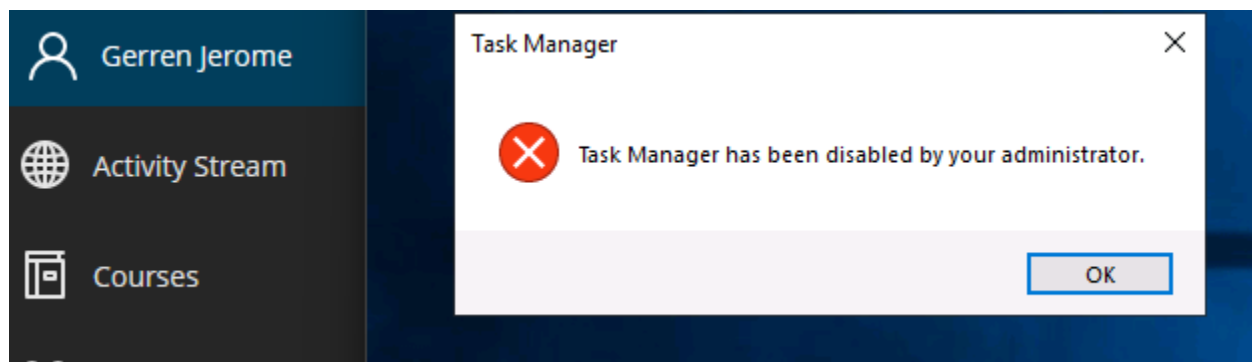 Gerren Jerome
Activity Stream
Courses
Task Manager
Task Manager has been disabled by your administrator.
OK